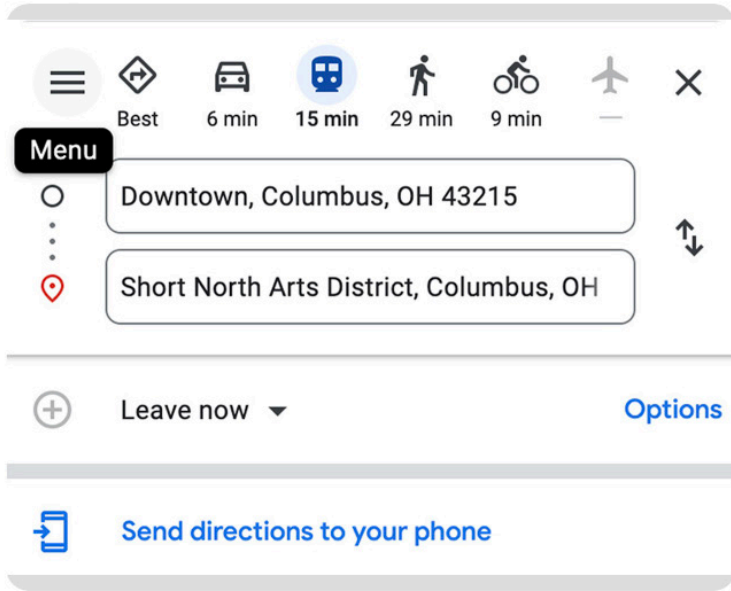 Best 6 min 15 min 29 min 9 min —
Menu
Downtown, Columbus, OH 43215
Short North Arts District, Columbus, OH
Leave now Options
Send directions to your phone